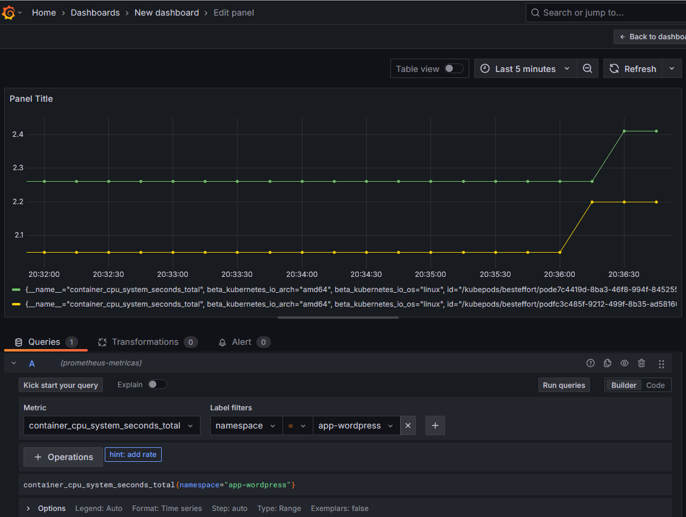 Home > Dashboards > New dashboard > Edit panel
Search or jump to...
Back to dashboa
Table view
Last 5 minutes
Refresh
Panel Title
2.4
2.3
2.2
2.1
20:32:00 20:32:30 20:33:00 20:33:30 20:34:00 20:34:30 20:35:00 20:35:30 20:36:00 20:36:30
{__name__="container_cpu_system_seconds_total", beta_kubernetes_io_arch="amd64", beta_kubernetes_io_os="linux", id="/kubepods/besteffort/pode7c4419d-8ba3-46f8-994f-845255
{__name__="container_cpu_system_seconds_total", beta_kubernetes_io_arch="amd64", beta_kubernetes_io_os="linux", id="/kubepods/besteffort/podfc3c485f-9212-499f-8b35-ad5816
Queries 1 Transformations 0 Alert 0
A (prometheus-metricas)
Kick start your query Explain Run queries Builder Code
Metric Label filters
container_cpu_system_seconds_total namespace = app-wordpress
+ Operations hint: add rate
container_cpu_system_seconds_total{namespace="app-wordpress"}
Options Legend: Auto Format: Time series Step: auto Type: Range Exemplars: false